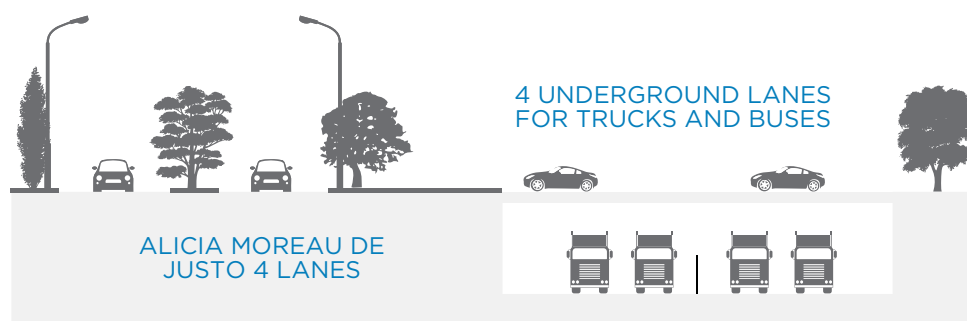 4 UNDERGROUND LANES
FOR TRUCKS AND BUSES
ALICIA MOREAU DE
JUSTO 4 LANES